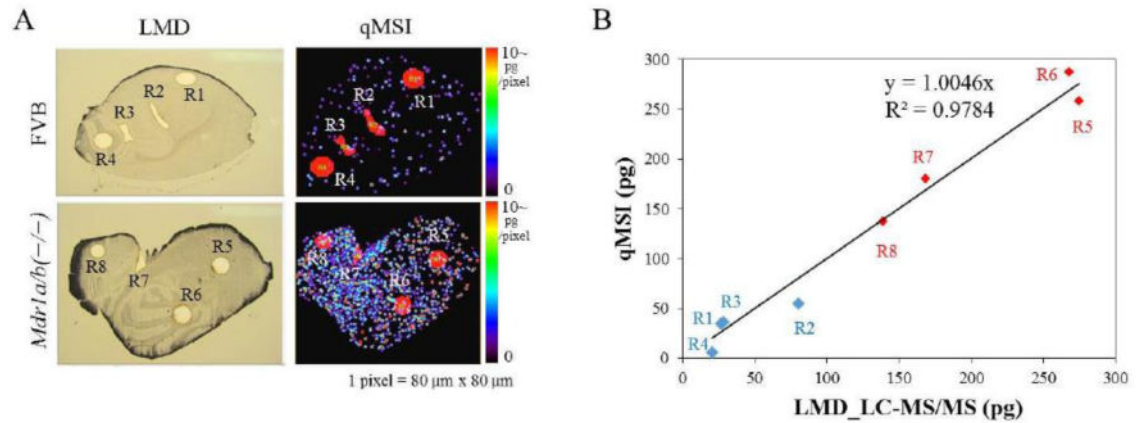 A
LMD
qMSI
FVB
R1
R2
R3
R4
R1
R2
R3
R4
10~
pg
/pixel
0
Mdr1a/b(−/−)
R5
R6
R7
R8
R5
R6
R7
R8
10~
pg
/pixel
0
1 pixel = 80 μm x 80 μm
B
300
250
200
150
100
50
0
qMSI (pg)
y = 1.0046x
R² = 0.9784
R6
R5
R7
R8
R3
R1
R2
R4
0
50
100
150
200
250
300
LMD_LC-MS/MS (pg)